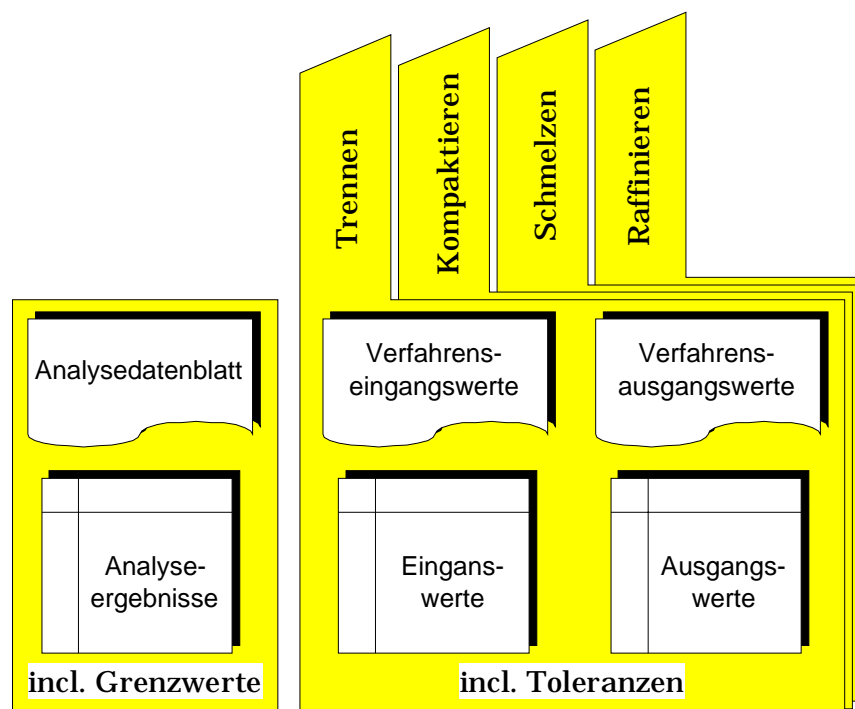 Trennen
Kompaktieren
Schmelzen
Raffinieren
Analysedatenblatt
Verfahrens-
eingangswerte
Verfahrens-
ausgangswerte
Analyse-
ergebnisse
Eingans-
werte
Ausgangs-
werte
incl. Grenzwerte
incl. Toleranzen